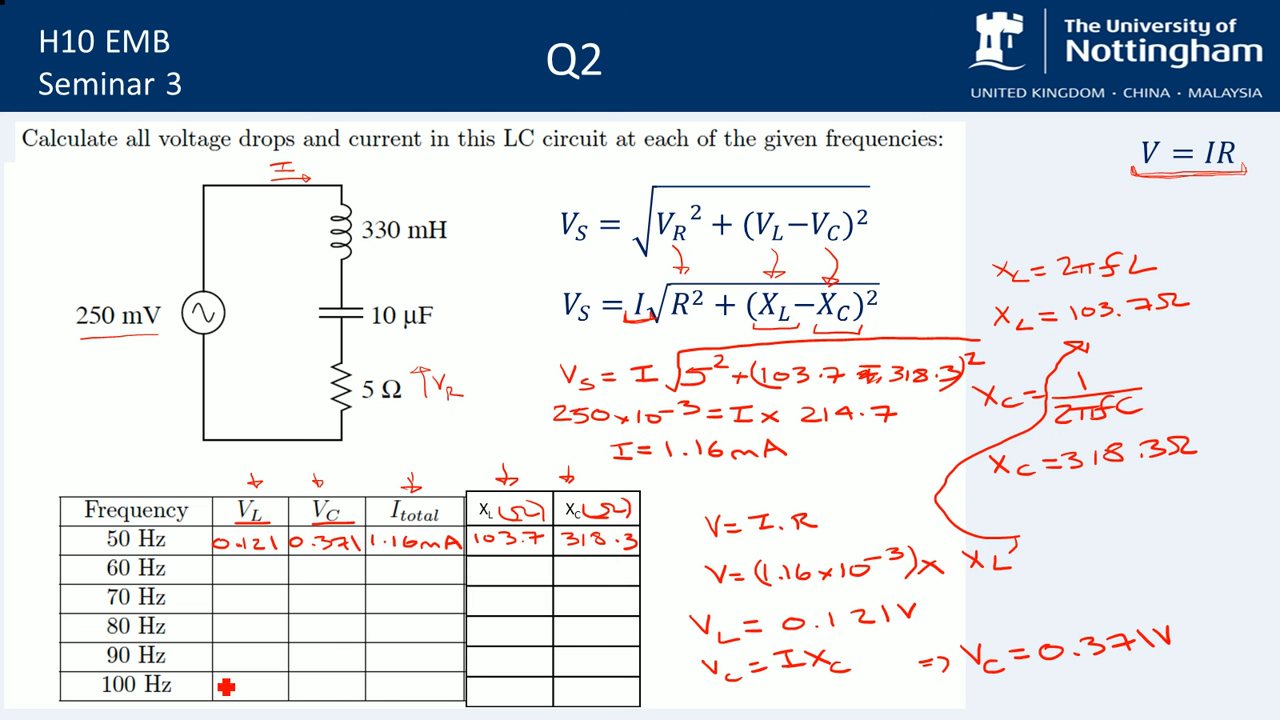 H10 EMB
Seminar 3
Q2
The University of
Nottingham
UNITED KINGDOM · CHINA · MALAYSIA
Calculate all voltage drops and current in this LC circuit at each of the given frequencies:
V = IR
I
330 mH
250 mV
10 μF
5 Ω
V_R
V_S = √(V_R² + (V_L−V_C)²)
V_S = I√(R² + (X_L−X_C)²)
V_S = I √(5² + (103.7 - 318.3)²)
250×10⁻³ = I × 214.7
I = 1.16mA
X_L = 2πfL
X_L = 103.7Ω
X_C = 1/(2πfC)
X_C = 318.3Ω
Frequency V_L V_C I_total X_L(Ω) X_C(Ω)
50 Hz 0.121 0.371 1.16mA 103.7 318.3
60 Hz
70 Hz
80 Hz
90 Hz
100 Hz
V = I.R
V = (1.16×10⁻³) × X_L
V_L = 0.121V
V_C = I X_C ⇒ V_C = 0.371V